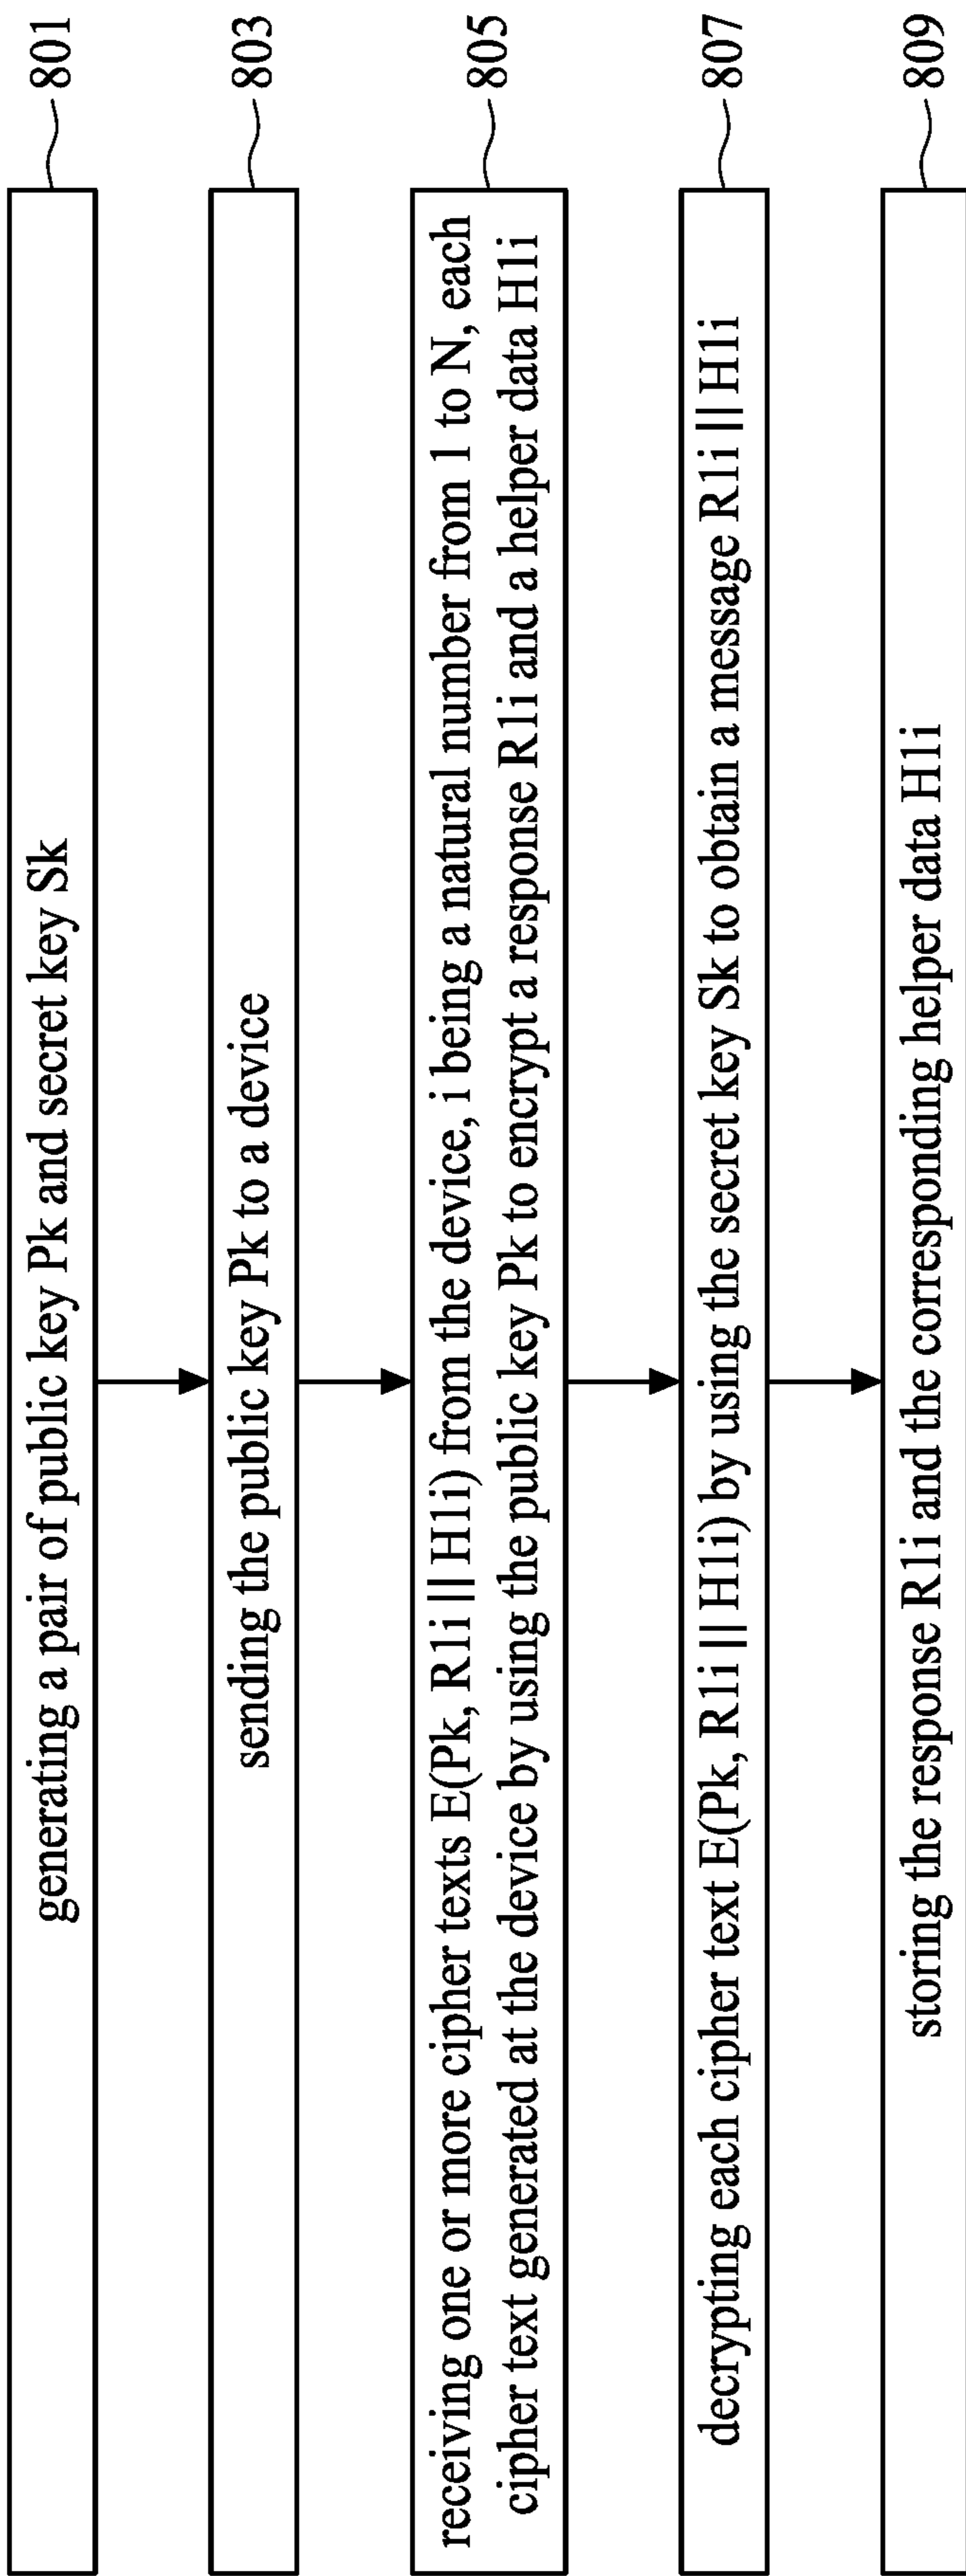 generating a pair of public key Pk and secret key Sk
801
sending the public key Pk to a device
803
receiving one or more cipher texts E(Pk, R1i || H1i) from the device, i being a natural number from 1 to N, each
cipher text generated at the device by using the public key Pk to encrypt a response R1i and a helper data H1i
805
decrypting each cipher text E(Pk, R1i || H1i) by using the secret key Sk to obtain a message R1i || H1i
807
storing the response R1i and the corresponding helper data H1i
809